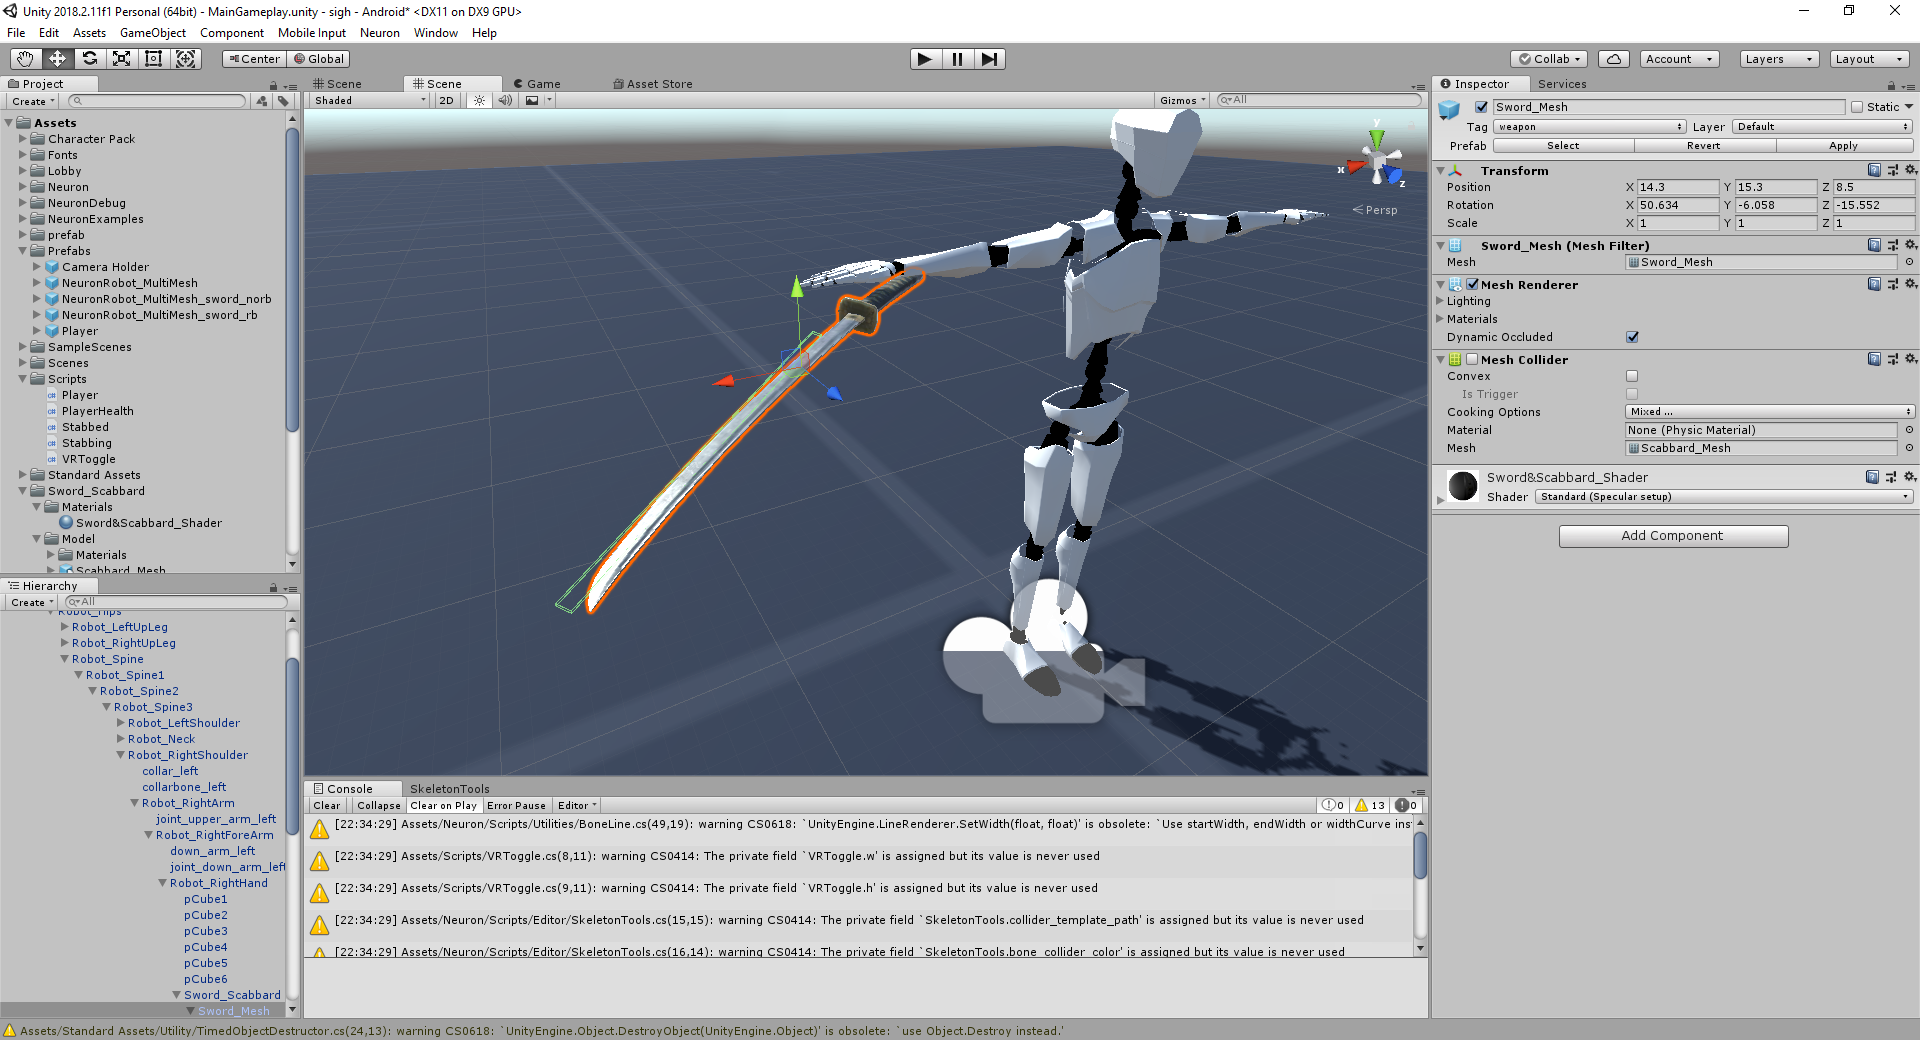 Unity 2018.2.11f1 Personal (64bit) - MainGameplay.unity - sigh - Android* <DX11 on DX9 GPU>
File Edit Assets GameObject Component Mobile Input Neuron Window Help
Center Global
Collab Account Layers Layout
Project
Create
Assets
Character Pack
Fonts
Lobby
Neuron
NeuronDebug
NeuronExamples
prefab
Prefabs
Camera Holder
NeuronRobot_MultiMesh
NeuronRobot_MultiMesh_sword_norb
NeuronRobot_MultiMesh_sword_rb
Player
SampleScenes
Scenes
Scripts
Player
PlayerHealth
Stabbed
Stabbing
VRToggle
Standard Assets
Sword_Scabbard
Materials
Sword&Scabbard_Shader
Model
Materials
Scabbard_Mesh
Hierarchy
Create All
Robot_Hips
Robot_LeftUpLeg
Robot_RightUpLeg
Robot_Spine
Robot_Spine1
Robot_Spine2
Robot_Spine3
Robot_LeftShoulder
Robot_Neck
Robot_RightShoulder
collar_left
collarbone_left
Robot_RightArm
joint_upper_arm_left
Robot_RightForeArm
down_arm_left
joint_down_arm_left
Robot_RightHand
pCube1
pCube2
pCube3
pCube4
pCube5
pCube6
Sword_Scabbard
Sword_Mesh
Scene Scene Game Asset Store
Shaded 2D Gizmos All
y
x
z
Persp
Console SkeletonTools
Clear Collapse Clear on Play Error Pause Editor 0 13 0
[22:34:29] Assets/Neuron/Scripts/Utilities/BoneLine.cs(49,19): warning CS0618: `UnityEngine.LineRenderer.SetWidth(float, float)' is obsolete: `Use startWidth, endWidth or widthCurve ins
[22:34:29] Assets/Scripts/VRToggle.cs(8,11): warning CS0414: The private field `VRToggle.w' is assigned but its value is never used
[22:34:29] Assets/Scripts/VRToggle.cs(9,11): warning CS0414: The private field `VRToggle.h' is assigned but its value is never used
[22:34:29] Assets/Neuron/Scripts/Editor/SkeletonTools.cs(15,15): warning CS0414: The private field `SkeletonTools.collider_template_path' is assigned but its value is never used
[22:34:29] Assets/Neuron/Scripts/Editor/SkeletonTools.cs(16,14): warning CS0414: The private field `SkeletonTools.bone_collider_color' is assigned but its value is never used
Inspector Services
Sword_Mesh Static
Tag weapon Layer Default
Prefab Select Revert Apply
Transform
Position X 14.3 Y 15.3 Z 8.5
Rotation X 50.634 Y -6.058 Z -15.552
Scale X 1 Y 1 Z 1
Sword_Mesh (Mesh Filter)
Mesh Sword_Mesh
Mesh Renderer
Lighting
Materials
Dynamic Occluded
Mesh Collider
Convex
Is Trigger
Cooking Options Mixed ...
Material None (Physic Material)
Mesh Scabbard_Mesh
Sword&Scabbard_Shader
Shader Standard (Specular setup)
Add Component
Assets/Standard Assets/Utility/TimedObjectDestructor.cs(24,13): warning CS0618: `UnityEngine.Object.DestroyObject(UnityEngine.Object)' is obsolete: `use Object.Destroy instead.'